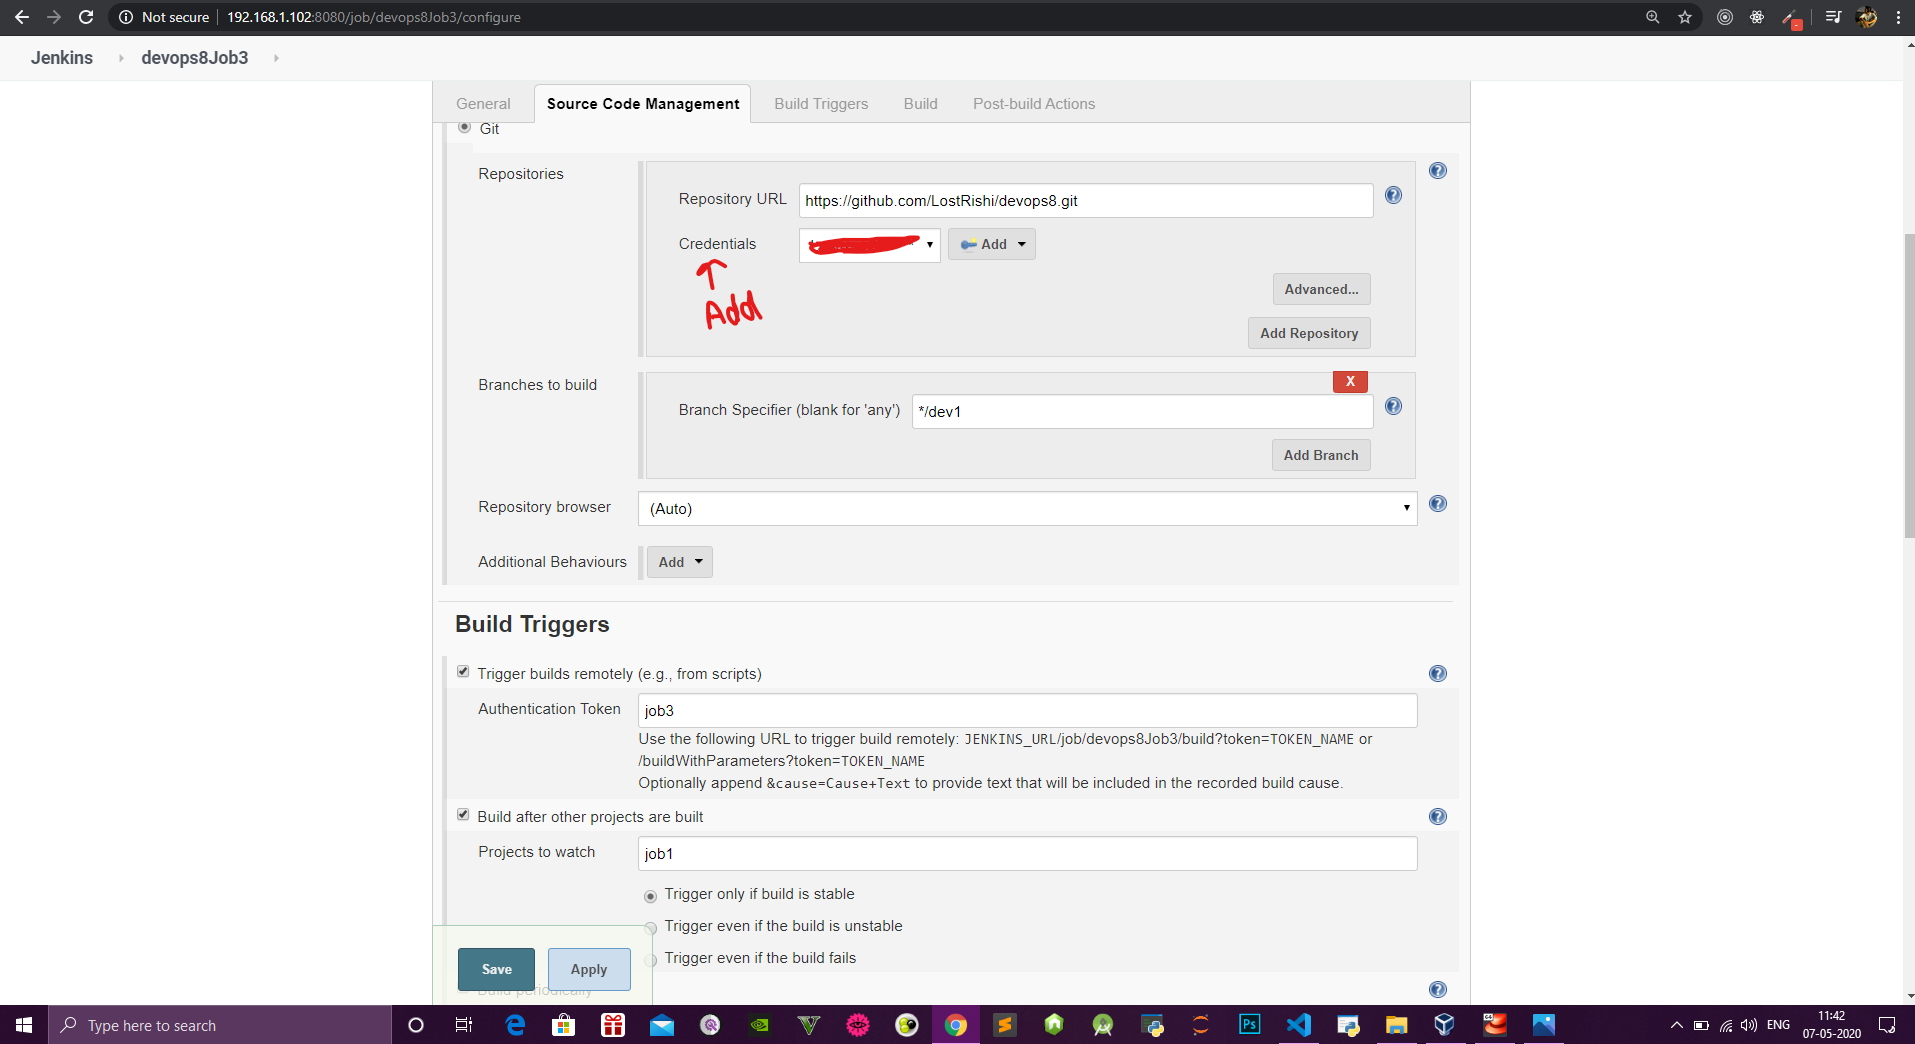 Not secure 192.168.1.102:8080/job/devops8Job3/configure
Jenkins devops8Job3
General Source Code Management Build Triggers Build Post-build Actions
Git
Repositories
Repository URL https://github.com/LostRishi/devops8.git
Credentials Add
Add
Advanced...
Add Repository
Branches to build X
Branch Specifier (blank for 'any') */dev1
Add Branch
Repository browser (Auto)
Additional Behaviours Add
Build Triggers
Trigger builds remotely (e.g., from scripts)
Authentication Token job3
Use the following URL to trigger build remotely: JENKINS_URL/job/devops8Job3/build?token=TOKEN_NAME or
/buildWithParameters?token=TOKEN_NAME
Optionally append &cause=Cause+Text to provide text that will be included in the recorded build cause.
Build after other projects are built
Projects to watch job1
Trigger only if build is stable
Trigger even if the build is unstable
Trigger even if the build fails
Save Apply
Build periodically
Type here to search
Ps
ENG
11:42
07-05-2020